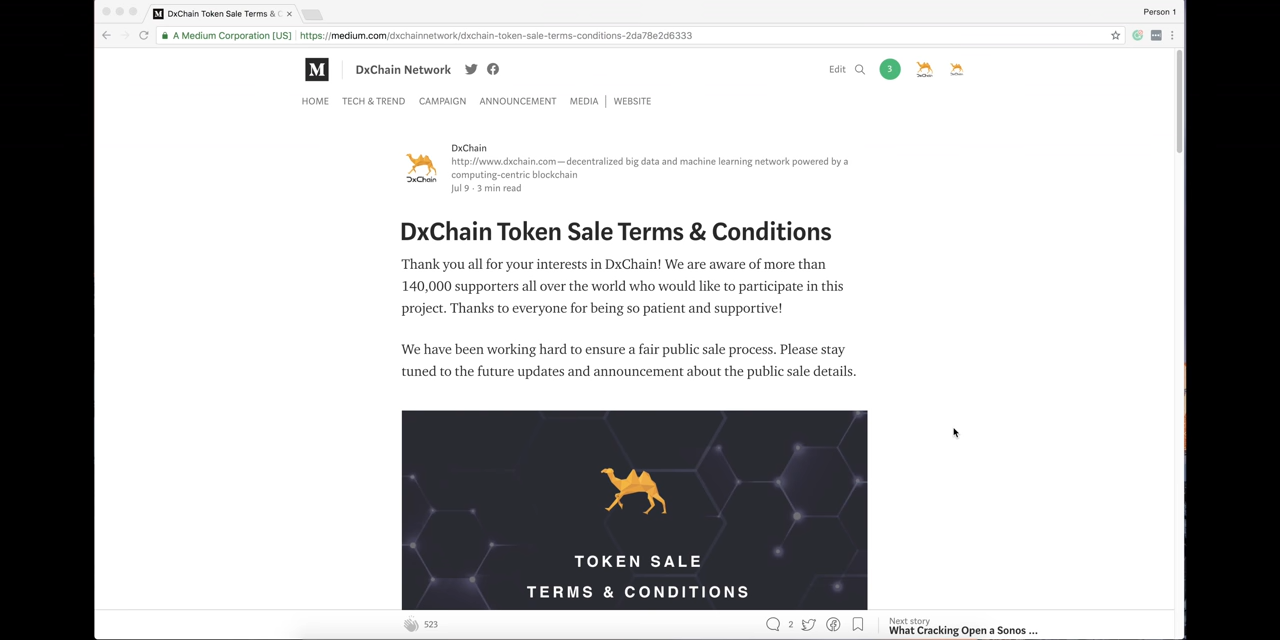 DxChain Token Sale Terms & C
Person 1
A Medium Corporation [US]
https://medium.com/dxchainnetwork/dxchain-token-sale-terms-conditions-2da78e2d6333
M
DxChain Network
Edit
3
HOME
TECH & TREND
CAMPAIGN
ANNOUNCEMENT
MEDIA
WEBSITE
DxChain
DxChain
http://www.dxchain.com—decentralized big data and machine learning network powered by a
computing-centric blockchain
Jul 9 · 3 min read
DxChain Token Sale Terms & Conditions
Thank you all for your interests in DxChain! We are aware of more than
140,000 supporters all over the world who would like to participate in this
project. Thanks to everyone for being so patient and supportive!
We have been working hard to ensure a fair public sale process. Please stay
tuned to the future updates and announcement about the public sale details.
TOKEN SALE
TERMS & CONDITIONS
523
2
Next story
What Cracking Open a Sonos ...